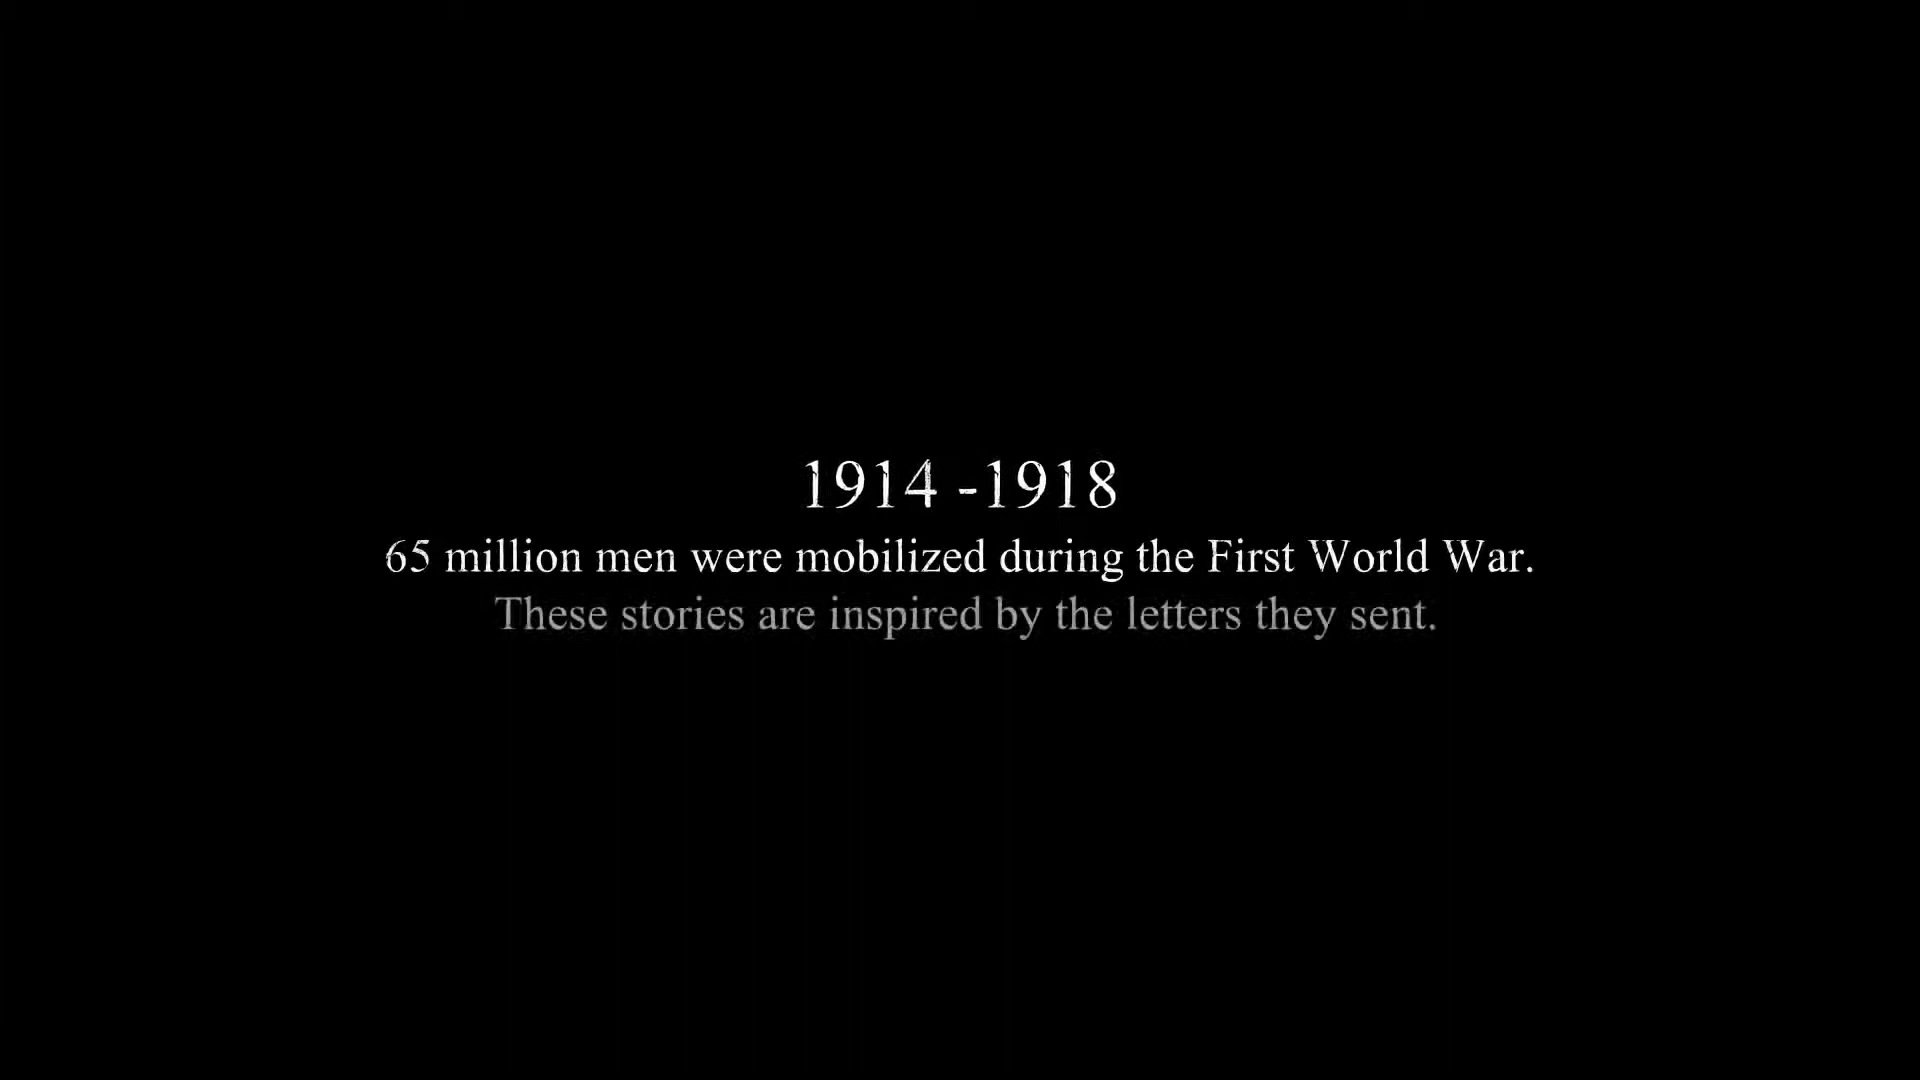 1914 -1918
65 million men were mobilized during the First World War.
These stories are inspired by the letters they sent.